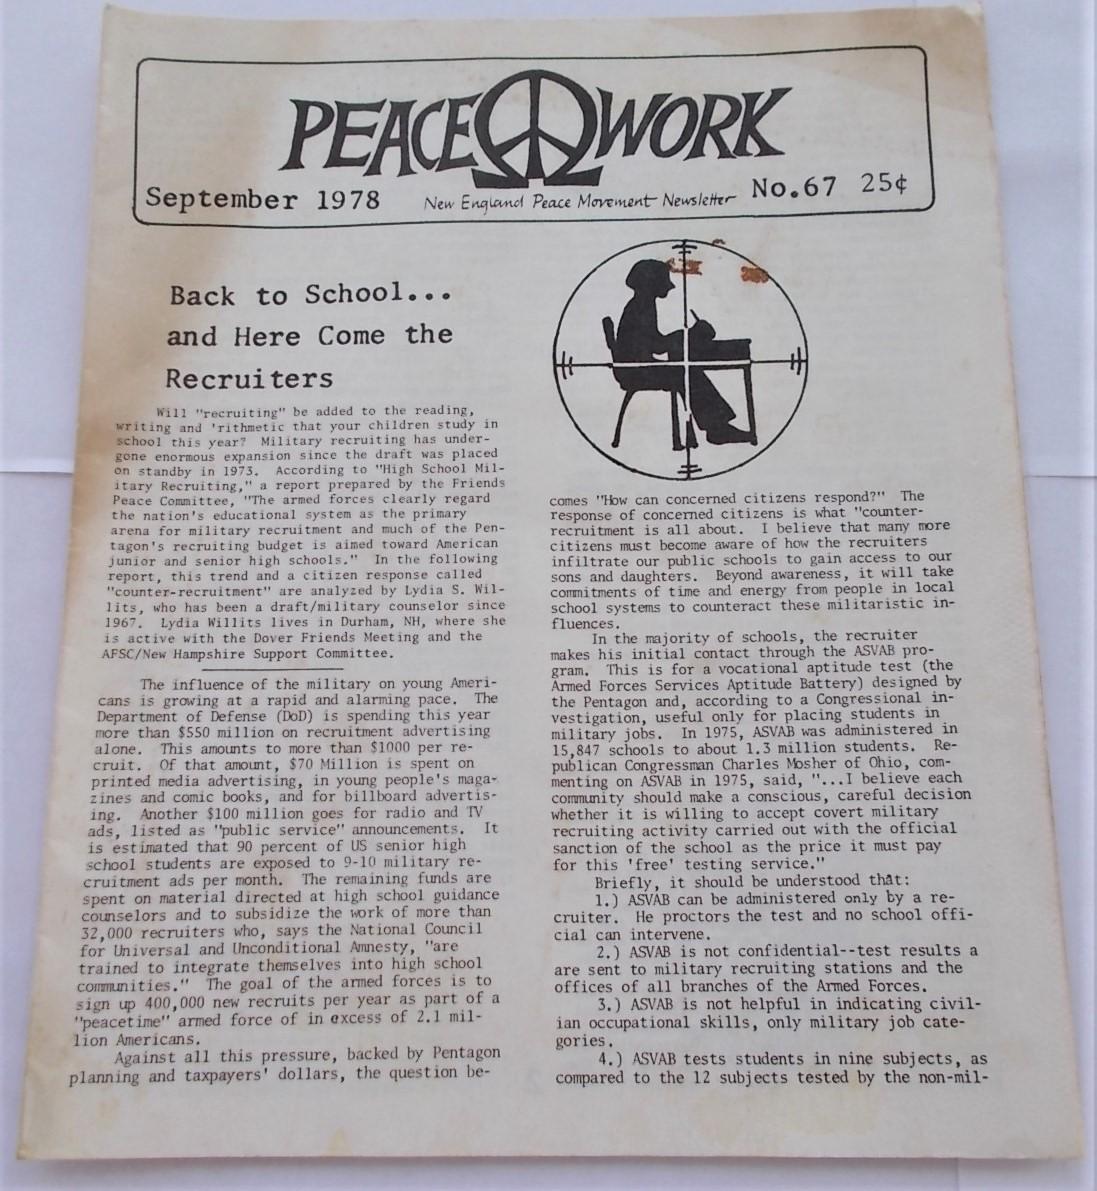 PEACE WORK
September 1978 New England Peace Movement Newsletter No.67 25¢
Back to School...
and Here Come the
Recruiters
Will "recruiting" be added to the reading,
writing and 'rithmetic that your children study in
school this year? Military recruiting has under-
gone enormous expansion since the draft was placed
on standby in 1973. According to "High School Mil-
itary Recruiting," a report prepared by the Friends
Peace Committee, "The armed forces clearly regard
the nation's educational system as the primary
arena for military recruitment and much of the Pen-
tagon's recruiting budget is aimed toward American
junior and senior high schools." In the following
report, this trend and a citizen response called
"counter-recruitment" are analyzed by Lydia S. Wil-
lits, who has been a draft/military counselor since
1967. Lydia Willits lives in Durham, NH, where she
is active with the Dover Friends Meeting and the
AFSC/New Hampshire Support Committee.
The influence of the military on young Ameri-
cans is growing at a rapid and alarming pace. The
Department of Defense (DoD) is spending this year
more than $550 million on recruitment advertising
alone. This amounts to more than $1000 per re-
cruit. Of that amount, $70 Million is spent on
printed media advertising, in young people's maga-
zines and comic books, and for billboard advertis-
ing. Another $100 million goes for radio and TV
ads, listed as "public service" announcements. It
is estimated that 90 percent of US senior high
school students are exposed to 9-10 military re-
cruitment ads per month. The remaining funds are
spent on material directed at high school guidance
counselors and to subsidize the work of more than
32,000 recruiters who, says the National Council
for Universal and Unconditional Amnesty, "are
trained to integrate themselves into high school
communities." The goal of the armed forces is to
sign up 400,000 new recruits per year as part of a
"peacetime" armed force of in excess of 2.1 mil-
lion Americans.
Against all this pressure, backed by Pentagon
planning and taxpayers' dollars, the question be-
comes "How can concerned citizens respond?" The
response of concerned citizens is what "counter-
recruitment is all about. I believe that many more
citizens must become aware of how the recruiters
infiltrate our public schools to gain access to our
sons and daughters. Beyond awareness, it will take
commitments of time and energy from people in local
school systems to counteract these militaristic in-
fluences.
In the majority of schools, the recruiter
makes his initial contact through the ASVAB pro-
gram. This is for a vocational aptitude test (the
Armed Forces Services Aptitude Battery) designed by
the Pentagon and, according to a Congressional in-
vestigation, useful only for placing students in
military jobs. In 1975, ASVAB was administered in
15,847 schools to about 1.3 million students. Re-
publican Congressman Charles Mosher of Ohio, com-
menting on ASVAB in 1975, said, "...I believe each
community should make a conscious, careful decision
whether it is willing to accept covert military
recruiting activity carried out with the official
sanction of the school as the price it must pay
for this 'free' testing service."
Briefly, it should be understood that:
1.) ASVAB can be administered only by a re-
cruiter. He proctors the test and no school offi-
cial can intervene.
2.) ASVAB is not confidential--test results a
are sent to military recruiting stations and the
offices of all branches of the Armed Forces.
3.) ASVAB is not helpful in indicating civil-
ian occupational skills, only military job cate-
gories.
4.) ASVAB tests students in nine subjects, as
compared to the 12 subjects tested by the non-mil-